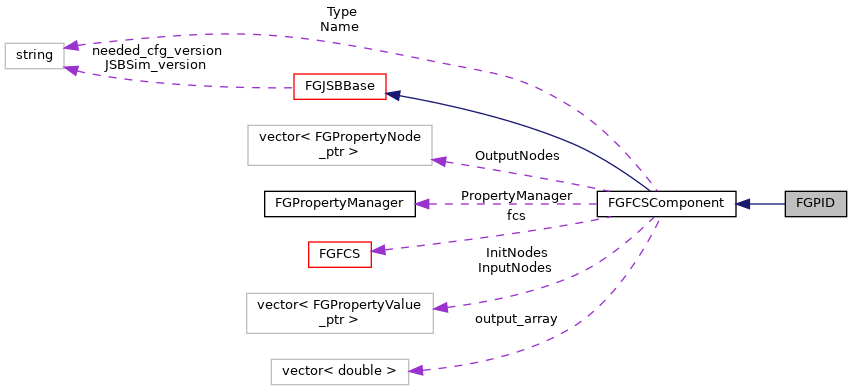 Type
Name
string
needed_cfg_version
JSBSim_version
FGJSBBase
vector< FGPropertyNode
_ptr >
OutputNodes
FGPropertyManager
PropertyManager
FGFCSComponent
FGPID
fcs
FGFCS
InitNodes
InputNodes
vector< FGPropertyValue
_ptr >
output_array
vector< double >